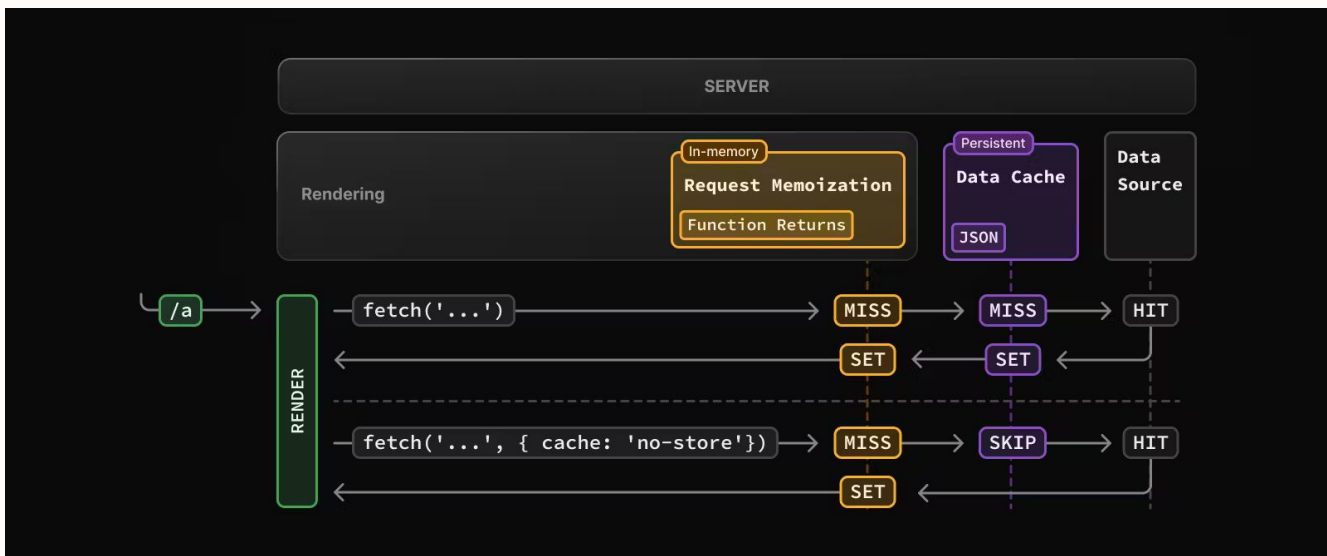 SERVER
Rendering
In-memory
Request Memoization
Function Returns
Persistent
Data Cache
JSON
Data
Source
/a
RENDER
fetch('...')
MISS
MISS
HIT
SET
SET
fetch('...', { cache: 'no-store'})
MISS
SKIP
HIT
SET